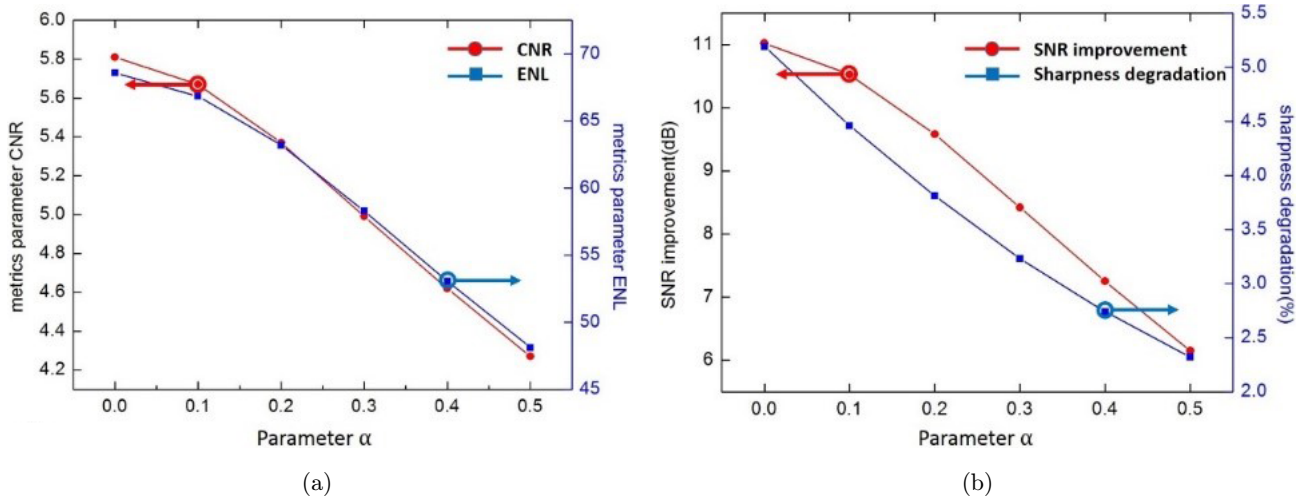 6.0
5.8
5.6
5.4
5.2
5.0
4.8
4.6
4.4
4.2
metrics parameter CNR
CNR
ENL
70
65
60
55
50
45
metrics parameter ENL
0.0 0.1 0.2 0.3 0.4 0.5
Parameter α
(a)
11
10
9
8
7
6
SNR improvement(dB)
SNR improvement
Sharpness degradation
5.5
5.0
4.5
4.0
3.5
3.0
2.5
2.0
sharpness degradation(%)
0.0 0.1 0.2 0.3 0.4 0.5
Parameter α
(b)